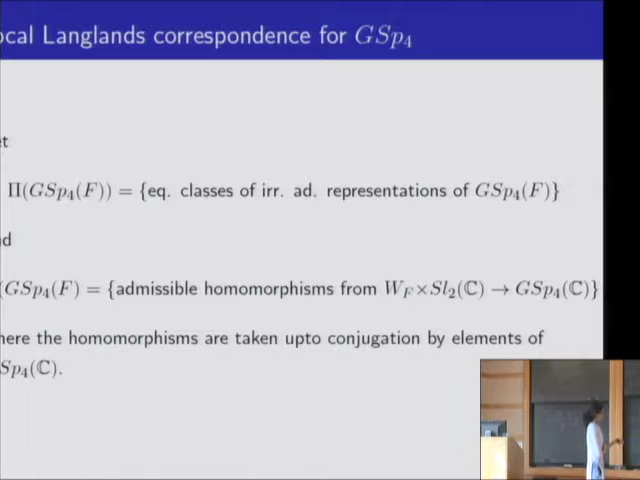 ocal Langlands correspondence for GSp₄
et
Π(GSp₄(F)) = {eq. classes of irr. ad. representations of GSp₄(F)}
nd
(GSp₄(F) = {admissible homomorphisms from W_F × Sl₂(ℂ) → GSp₄(ℂ)}
here the homomorphisms are taken upto conjugation by elements of
Sp₄(ℂ).